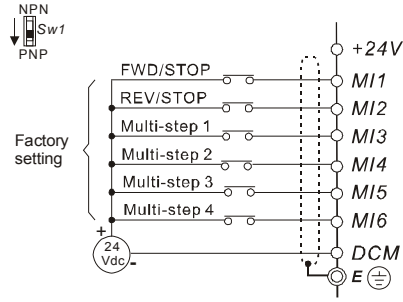 NPN
Sw1
PNP
+24V
FWD/STOP
MI1
REV/STOP
MI2
Multi-step 1
MI3
Factory
setting
Multi-step 2
MI4
Multi-step 3
MI5
Multi-step 4
MI6
+
24
Vdc
-
DCM
E